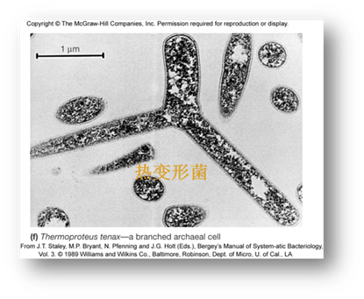 Copyright © The McGraw-Hill Companies, Inc. Permission required for reproduction or display.
1 μm
热变形菌
(f) Thermoproteus tenax—a branched archaeal cell
From J.T. Staley, M.P. Bryant, N. Pfenning and J.G. Holt (Eds.), Bergey's Manual of System-atic Bacteriology,
Vol. 3. © 1989 Williams and Wilkins Co., Baltimore, Robinson, Dept. of Micro, U. of Cal., LA